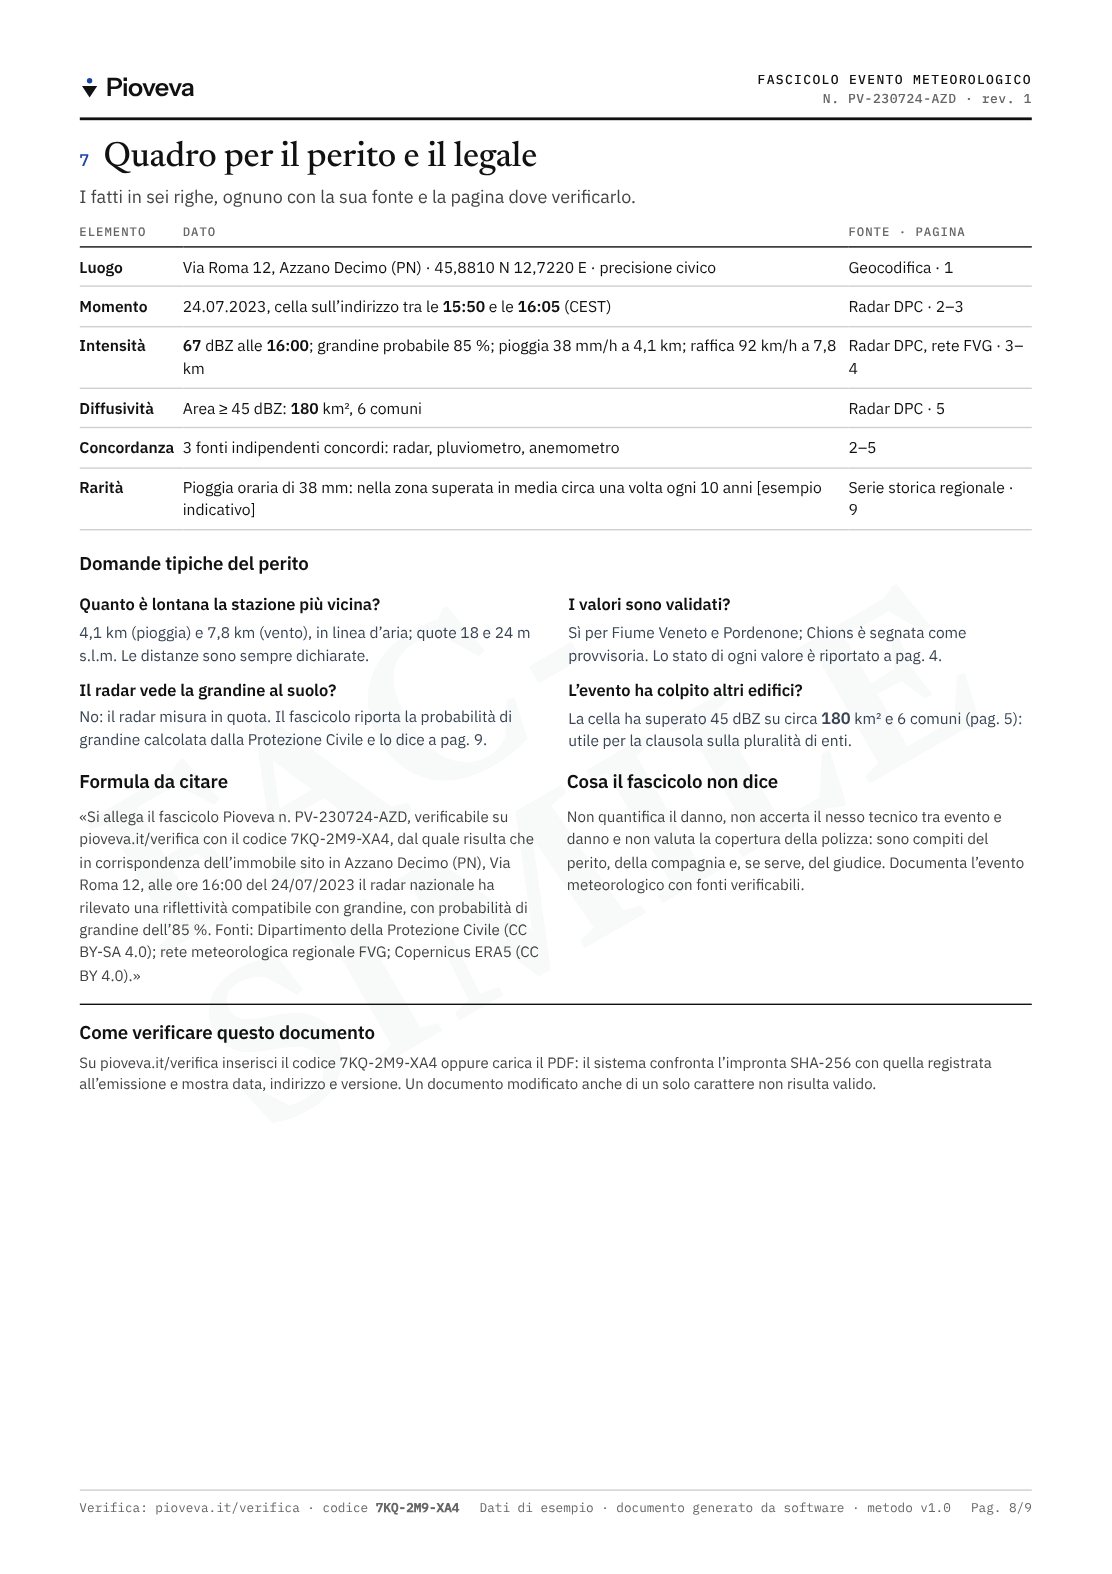 Pioveva
FASCICOLO EVENTO METEOROLOGICO
N. PV-230724-AZD · rev. 1
7 Quadro per il perito e il legale
I fatti in sei righe, ognuno con la sua fonte e la pagina dove verificarlo.
ELEMENTO DATO FONTE · PAGINA
Luogo Via Roma 12, Azzano Decimo (PN) · 45,8810 N 12,7220 E · precisione civico Geocodifica · 1
Momento 24.07.2023, cella sull’indirizzo tra le 15:50 e le 16:05 (CEST) Radar DPC · 2–3
Intensità 67 dBZ alle 16:00; grandine probabile 85 %; pioggia 38 mm/h a 4,1 km; raffica 92 km/h a 7,8 Radar DPC, rete FVG · 3–
km 4
Diffusività Area ≥ 45 dBZ: 180 km², 6 comuni Radar DPC · 5
Concordanza 3 fonti indipendenti concordi: radar, pluviometro, anemometro 2–5
Rarità Pioggia oraria di 38 mm: nella zona superata in media circa una volta ogni 10 anni [esempio Serie storica regionale ·
indicativo] 9
Domande tipiche del perito
Quanto è lontana la stazione più vicina?
4,1 km (pioggia) e 7,8 km (vento), in linea d’aria; quote 18 e 24 m
s.l.m. Le distanze sono sempre dichiarate.
I valori sono validati?
Sì per Fiume Veneto e Pordenone; Chions è segnata come
provvisoria. Lo stato di ogni valore è riportato a pag. 4.
Il radar vede la grandine al suolo?
No: il radar misura in quota. Il fascicolo riporta la probabilità di
grandine calcolata dalla Protezione Civile e lo dice a pag. 9.
L’evento ha colpito altri edifici?
La cella ha superato 45 dBZ su circa 180 km² e 6 comuni (pag. 5):
utile per la clausola sulla pluralità di enti.
Formula da citare
«Si allega il fascicolo Pioveva n. PV-230724-AZD, verificabile su
pioveva.it/verifica con il codice 7KQ-2M9-XA4, dal quale risulta che
in corrispondenza dell’immobile sito in Azzano Decimo (PN), Via
Roma 12, alle ore 16:00 del 24/07/2023 il radar nazionale ha
rilevato una riflettività compatibile con grandine, con probabilità di
grandine dell’85 %. Fonti: Dipartimento della Protezione Civile (CC
BY-SA 4.0); rete meteorologica regionale FVG; Copernicus ERA5 (CC
BY 4.0).»
Cosa il fascicolo non dice
Non quantifica il danno, non accerta il nesso tecnico tra evento e
danno e non valuta la copertura della polizza: sono compiti del
perito, della compagnia e, se serve, del giudice. Documenta l’evento
meteorologico con fonti verificabili.
FAC-
SIMILE
Come verificare questo documento
Su pioveva.it/verifica inserisci il codice 7KQ-2M9-XA4 oppure carica il PDF: il sistema confronta l’impronta SHA-256 con quella registrata
all’emissione e mostra data, indirizzo e versione. Un documento modificato anche di un solo carattere non risulta valido.
Verifica: pioveva.it/verifica · codice 7KQ-2M9-XA4 Dati di esempio · documento generato da software · metodo v1.0 Pag. 8/9